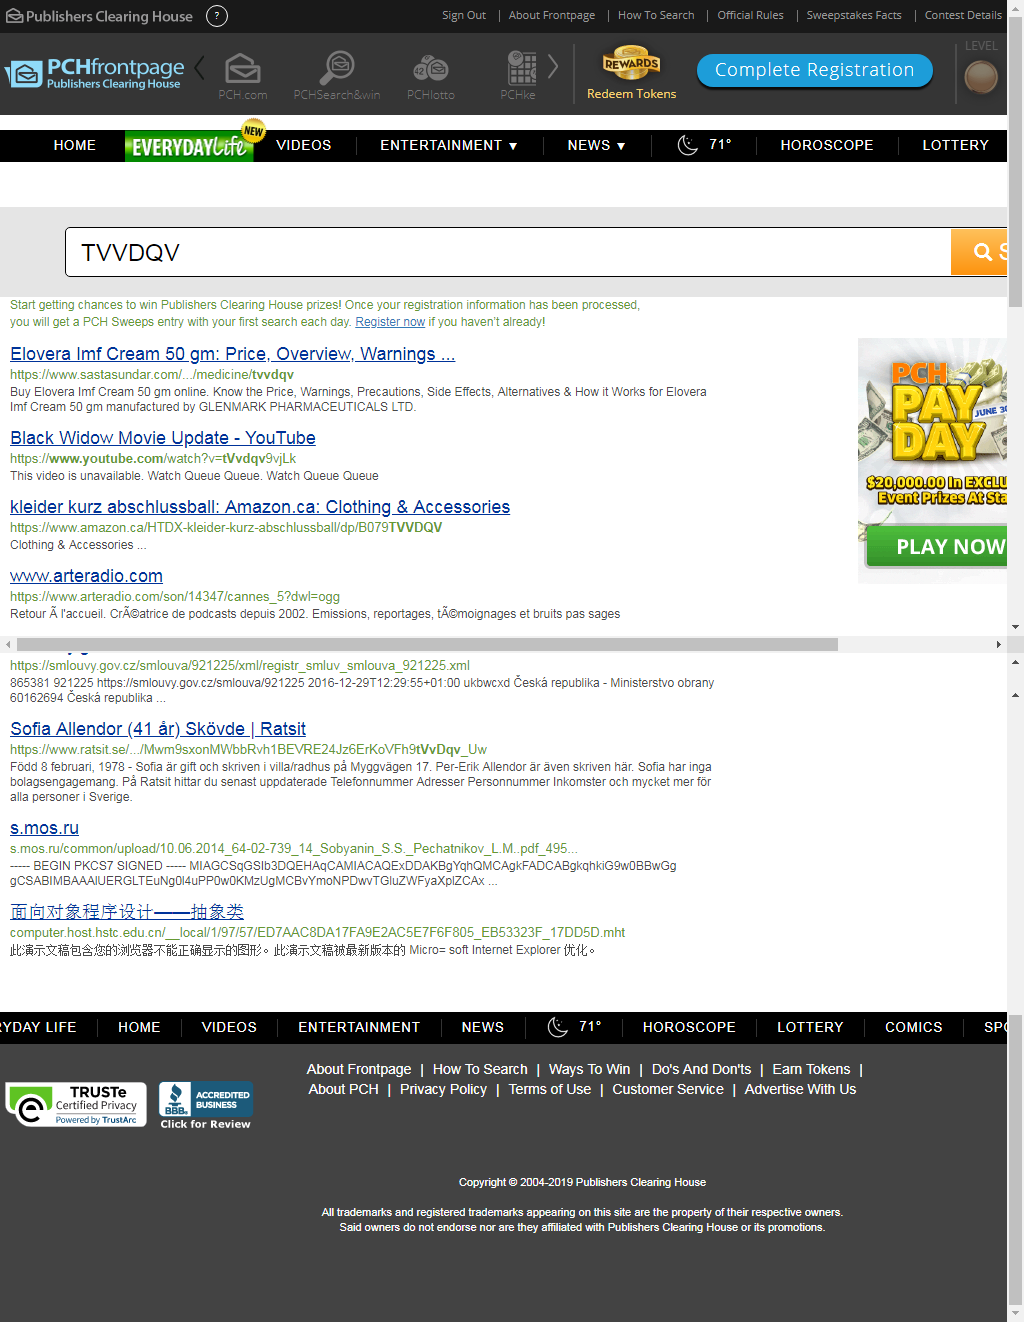 Publishers Clearing House ?
Sign Out | About Frontpage | How To Search | Official Rules | Sweepstakes Facts | Contest Details
PCHfrontpage
Publishers Clearing House
PCH.com
PCHSearch&win
PCHlotto
PCHke
REWARDS
Redeem Tokens
Complete Registration
LEVEL
HOME
EVERYDAY Life
NEW
VIDEOS
ENTERTAINMENT ▼
NEWS ▼
71°
HOROSCOPE
LOTTERY
TVVDQV
S
Start getting chances to win Publishers Clearing House prizes! Once your registration information has been processed,
you will get a PCH Sweeps entry with your first search each day. Register now if you haven't already!
Elovera Imf Cream 50 gm: Price, Overview, Warnings ...
https://www.sastasundar.com/.../medicine/tvvdqv
Buy Elovera Imf Cream 50 gm online. Know the Price, Warnings, Precautions, Side Effects, Alternatives & How it Works for Elovera
Imf Cream 50 gm manufactured by GLENMARK PHARMACEUTICALS LTD.
Black Widow Movie Update - YouTube
https://www.youtube.com/watch?v=tVvdqv9vjLk
This video is unavailable. Watch Queue Queue. Watch Queue Queue
kleider kurz abschlussball: Amazon.ca: Clothing & Accessories
https://www.amazon.ca/HTDX-kleider-kurz-abschlussball/dp/B079TVVDQV
Clothing & Accessories ...
www.arteradio.com
https://www.arteradio.com/son/14347/cannes_5?dwl=ogg
Retour Ã l'accueil. CrÃ©atrice de podcasts depuis 2002. Emissions, reportages, tÃ©moignages et bruits pas sages
PCH
PAY
DAY
JUNE 30
$20,000.00 in EXCLU
Event Prizes At Sta
PLAY NOW
https://smlouvy.gov.cz/smlouva/921225/xml/registr_smluv_smlouva_921225.xml
865381 921225 https://smlouvy.gov.cz/smlouva/921225 2016-12-29T12:29:55+01:00 ukbwcxd Česká republika - Ministerstvo obrany
60162694 Česká republika ...
Sofia Allendor (41 år) Skövde | Ratsit
https://www.ratsit.se/.../Mwm9sxonMWbbRvh1BEVRE24Jz6ErKoVFh9tVvDqv_Uw
Född 8 februari, 1978 - Sofia är gift och skriven i villa/radhus på Myggvägen 17. Per-Erik Allendor är även skriven här. Sofia har inga
bolagsengagemang. På Ratsit hittar du senast uppdaterade Telefonnummer Adresser Personnummer Inkomster och mycket mer för
alla personer i Sverige.
s.mos.ru
s.mos.ru/common/upload/10.06.2014_64-02-739_14_Sobyanin_S.S._Pechatnikov_L.M..pdf_495...
----- BEGIN PKCS7 SIGNED ----- MIAGCSqGSIb3DQEHAqCAMIACAQExDDAKBgYqhQMCAgkFADCABgkqhkiG9w0BBwGg
gCSABIMBAAAlUERGLTEuNg0l4uPP0w0KMzUgMCBvYmoNPDwvTGluZWFyaXplZCAx ...
面向对象程序设计——抽象类
computer.host.hstc.edu.cn/__local/1/97/57/ED7AAC8DA17FA9E2AC5E7F6F805_EB53323F_17DD5D.mht
此演示文稿包含您的浏览器不能正确显示的图形。此演示文稿被最新版本的 Micro= soft Internet Explorer 优化。
RYDAY LIFE
HOME
VIDEOS
ENTERTAINMENT
NEWS
71°
HOROSCOPE
LOTTERY
COMICS
SPO
About Frontpage | How To Search | Ways To Win | Do's And Don'ts | Earn Tokens |
About PCH | Privacy Policy | Terms of Use | Customer Service | Advertise With Us
TRUSTe
Certified Privacy
Powered by TrustArc
BBB.
ACCREDITED
BUSINESS
Click for Review
Copyright © 2004-2019 Publishers Clearing House
All trademarks and registered trademarks appearing on this site are the property of their respective owners.
Said owners do not endorse nor are they affiliated with Publishers Clearing House or its promotions.